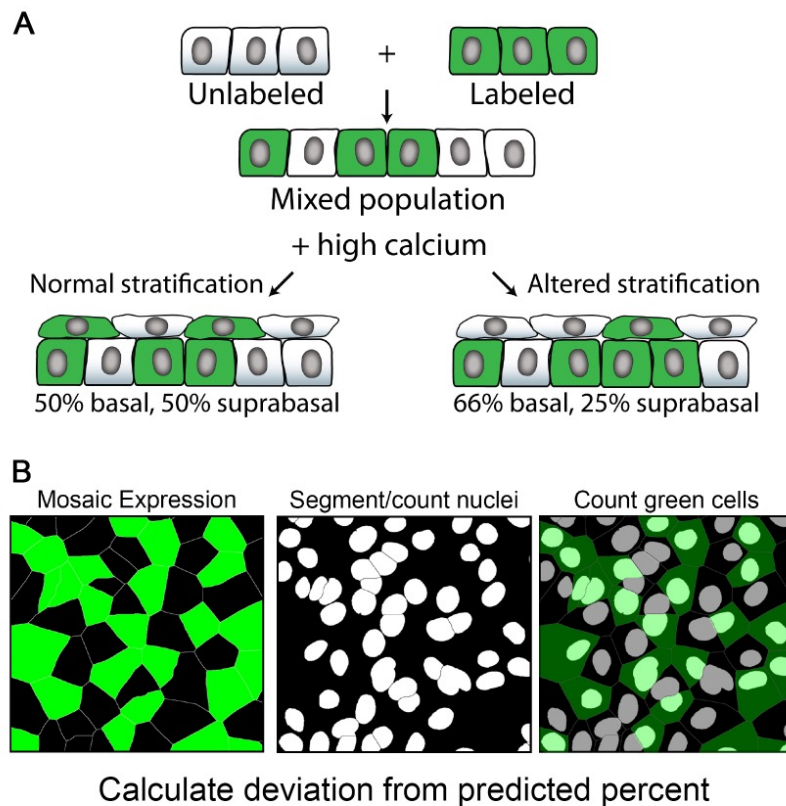 A
+
Unlabeled
Labeled
Mixed population
+ high calcium
Normal stratification
Altered stratification
50% basal, 50% suprabasal
66% basal, 25% suprabasal
B
Mosaic Expression
Segment/count nuclei
Count green cells
Calculate deviation from predicted percent